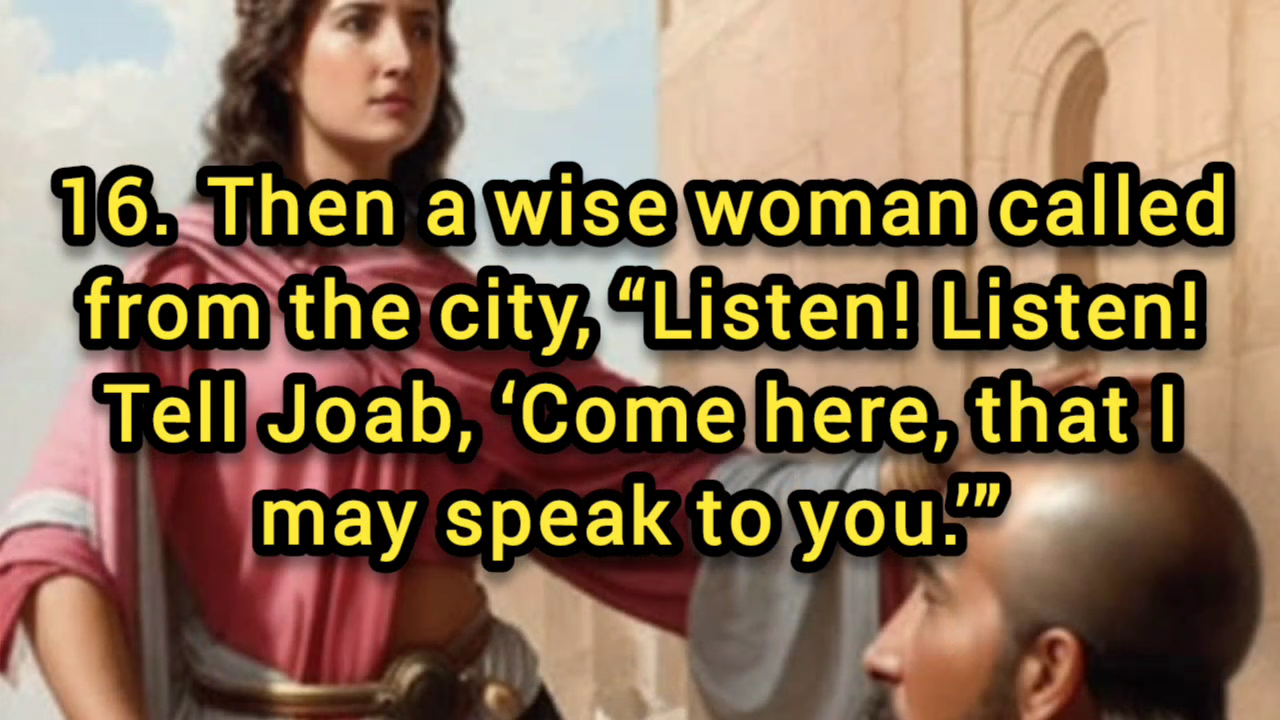 16. Then a wise woman called
from the city, “Listen! Listen!
Tell Joab, ‘Come here, that I
may speak to you.’”